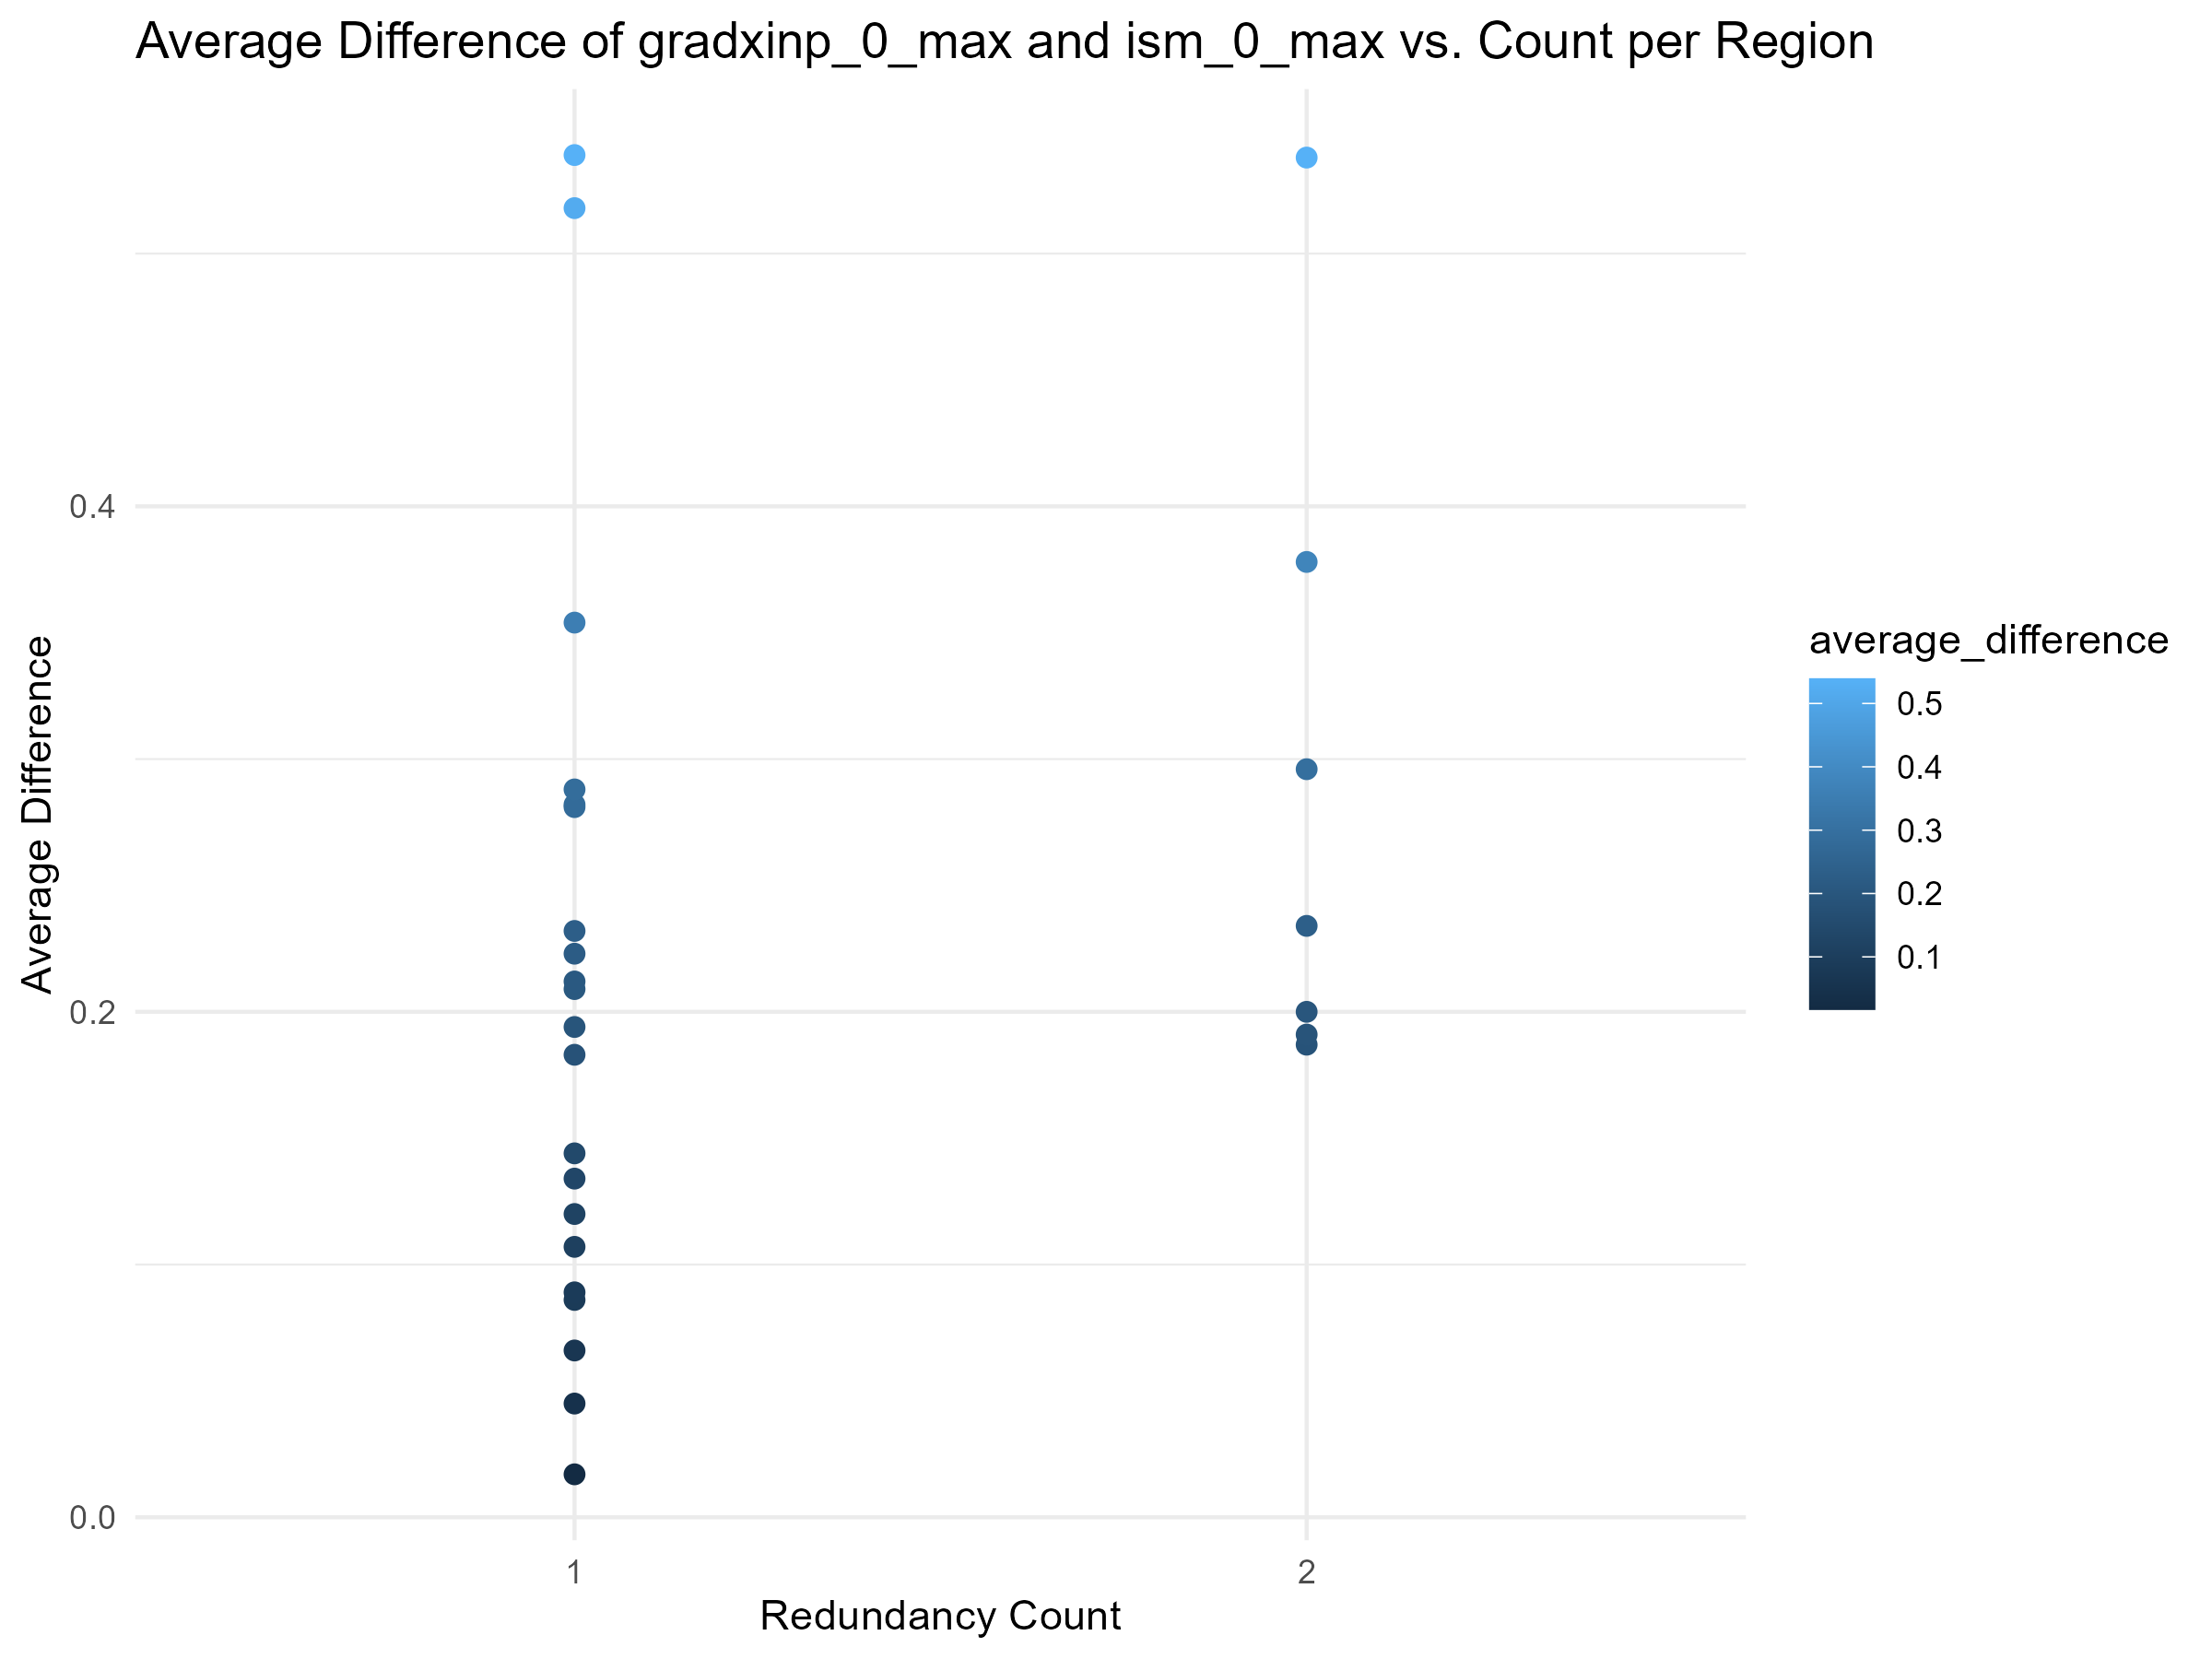 Average Difference of gradxinp_0_max and ism_0_max vs. Count per Region
Average Difference
0.4
0.2
0.0
1
2
Redundancy Count
average_difference
0.5
0.4
0.3
0.2
0.1